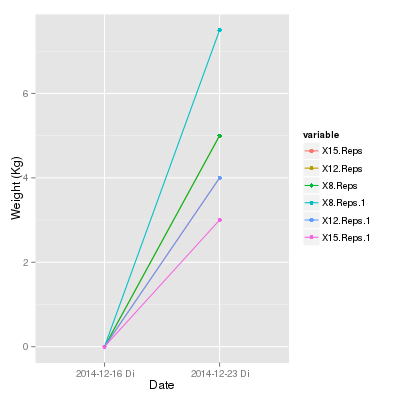 Weight (Kg)
6
4
2
0
2014-12-16 Di
2014-12-23 Di
Date
variable
X15.Reps
X12.Reps
X8.Reps
X8.Reps.1
X12.Reps.1
X15.Reps.1